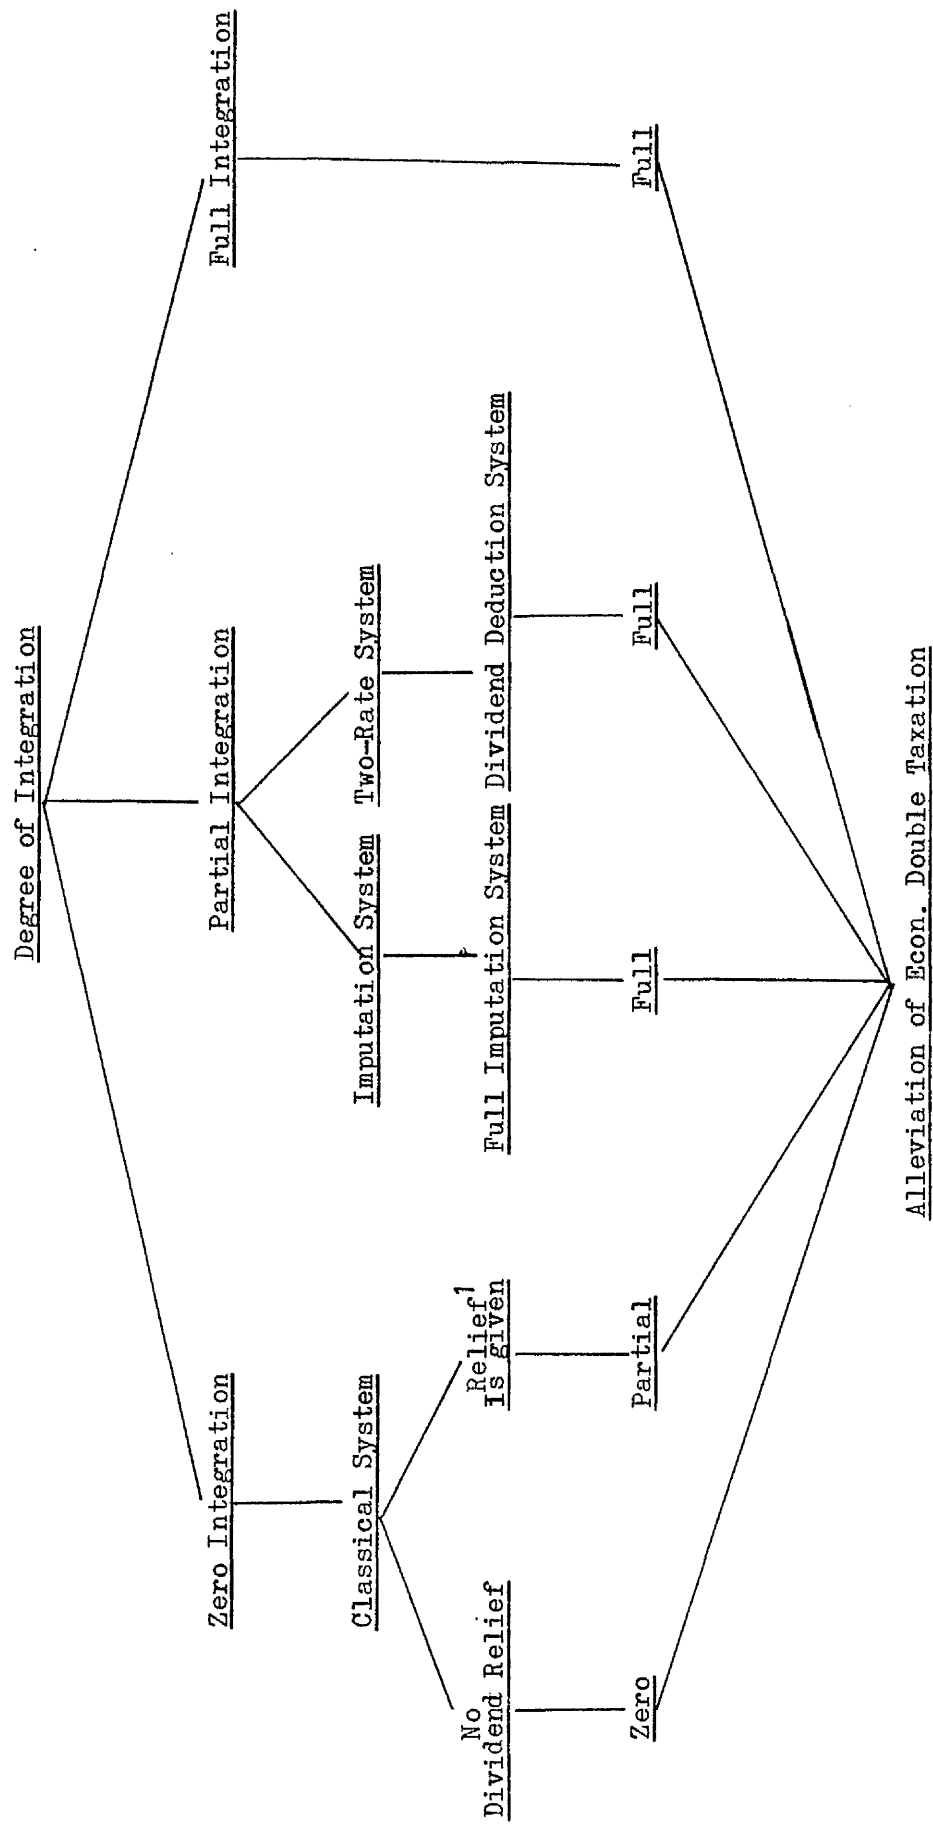 Degree of Integration
Zero Integration
Partial Integration
Full Integration
Classical System
Imputation System
Two-Rate System
No
Dividend Relief
Relief¹
is given
Full Imputation System
Dividend Deduction System
Zero
Partial
Full
Full
Full
Alleviation of Econ. Double Taxation